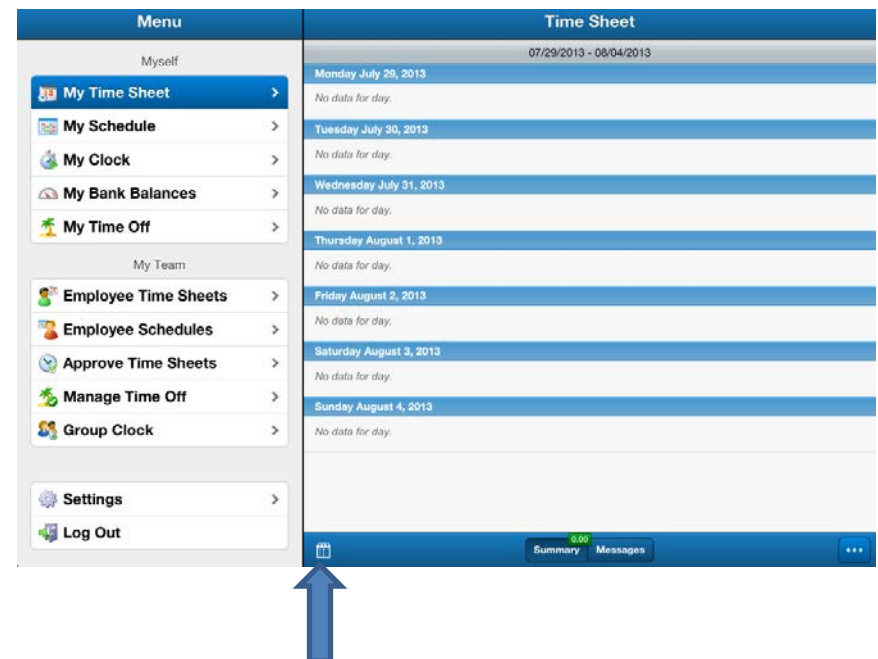 Menu
Myself
My Time Sheet
My Schedule
My Clock
My Bank Balances
My Time Off
My Team
Employee Time Sheets
Employee Schedules
Approve Time Sheets
Manage Time Off
Group Clock
Settings
Log Out
Time Sheet
07/29/2013 - 08/04/2013
Monday July 29, 2013
No data for day.
Tuesday July 30, 2013
No data for day.
Wednesday July 31, 2013
No data for day.
Thursday August 1, 2013
No data for day.
Friday August 2, 2013
No data for day.
Saturday August 3, 2013
No data for day.
Sunday August 4, 2013
No data for day.
0.00
Summary Messages